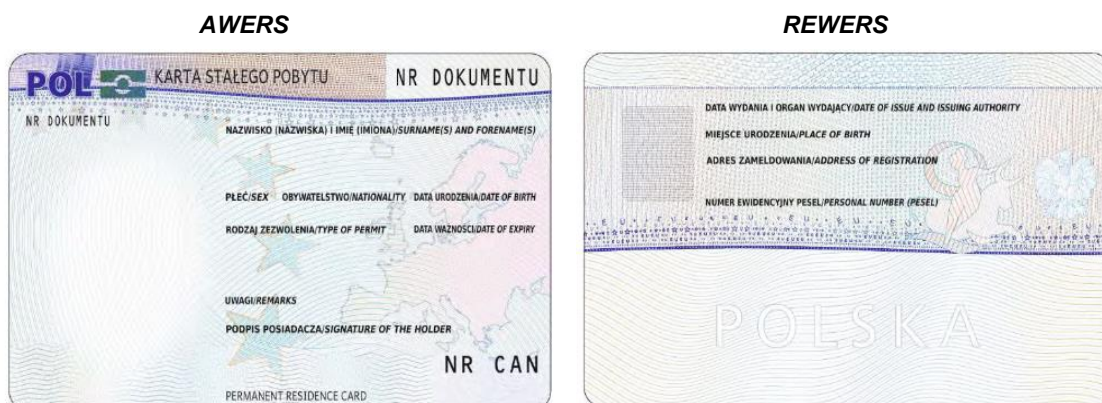 AWERS
REWERS
POL KARTA STAŁEGO POBYTU NR DOKUMENTU
NR DOKUMENTU
NAZWISKO (NAZWISKA) I IMIĘ (IMIONA)/SURNAME(S) AND FORENAME(S)
PŁEĆ/SEX OBYWATELSTWO/NATIONALITY DATA URODZENIA/DATE OF BIRTH
RODZAJ ZEZWOLENIA/TYPE OF PERMIT DATA WAŻNOŚCI/DATE OF EXPIRY
UWAGI/REMARKS
PODPIS POSIADACZA/SIGNATURE OF THE HOLDER
NR CAN
PERMANENT RESIDENCE CARD
DATA WYDANIA I ORGAN WYDAJĄCY/DATE OF ISSUE AND ISSUING AUTHORITY
MIEJSCE URODZENIA/PLACE OF BIRTH
ADRES ZAMELDOWANIA/ADDRESS OF REGISTRATION
NUMER EWIDENCYJNY PESEL/PERSONAL NUMBER (PESEL)
POLSKA